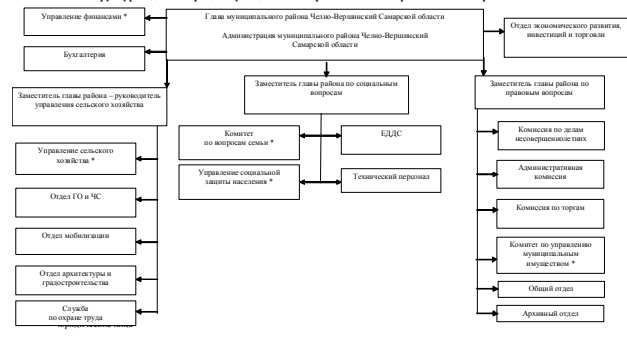 Управление финансами *
Глава муниципального района Челно-Вершинский Самарской области
Администрация муниципального района Челно-Вершинский
Самарской области
Отдел экономического развития,
инвестиций и торговли
Бухгалтерия
Заместитель главы района – руководитель
управления сельского хозяйства
Заместитель главы района по социальным
вопросам
Заместитель главы района по
правовым вопросам
Комитет
по вопросам семьи *
ЕДДС
Управление социальной
защиты населения *
Технический персонал
Управление сельского
хозяйства *
Отдел ГО и ЧС
Отдел мобилизации
Отдел архитектуры и
градостроительства
Служба
по охране труда
Комиссия по делам
несовершеннолетних
Административная
комиссия
Комиссия по торгам
Комитет по управлению
муниципальным
имуществом *
Общий отдел
Архивный отдел